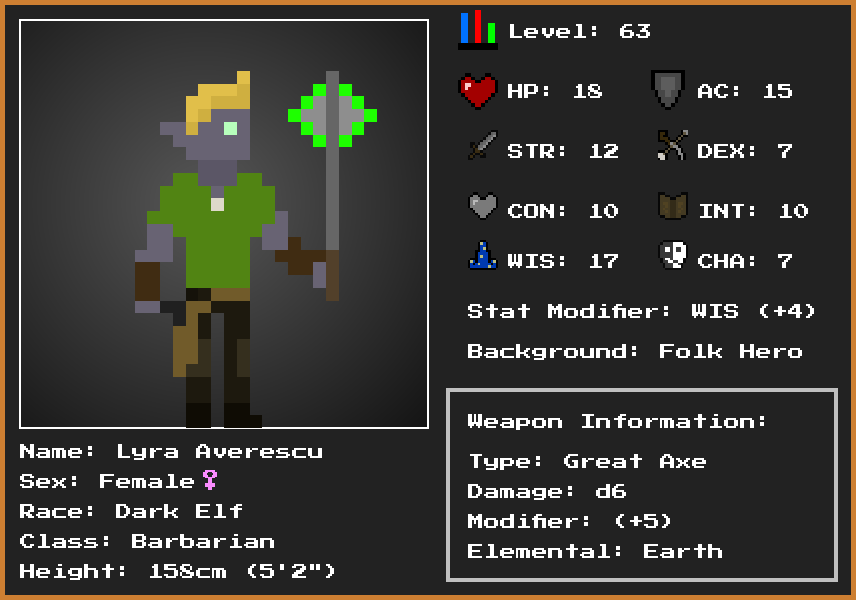 Level: 63
HP: 18
AC: 15
STR: 12
DEX: 7
CON: 10
INT: 10
WIS: 17
CHA: 7
Stat Modifier: WIS (+4)
Background: Folk Hero
Name: Lyra Averescu
Sex: Female♀
Race: Dark Elf
Class: Barbarian
Height: 158cm (5'2")
Weapon Information:
Type: Great Axe
Damage: d6
Modifier: (+5)
Elemental: Earth